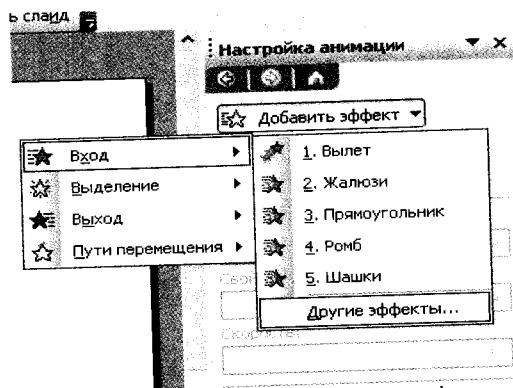 ь слайд
Настройка анимации
Добавить эффект
Вход
Выделение
Выход
Пути перемещения
1. Вылет
2. Жалюзи
3. Прямоугольник
4. Ромб
5. Шашки
Другие эффекты...
Скорость: